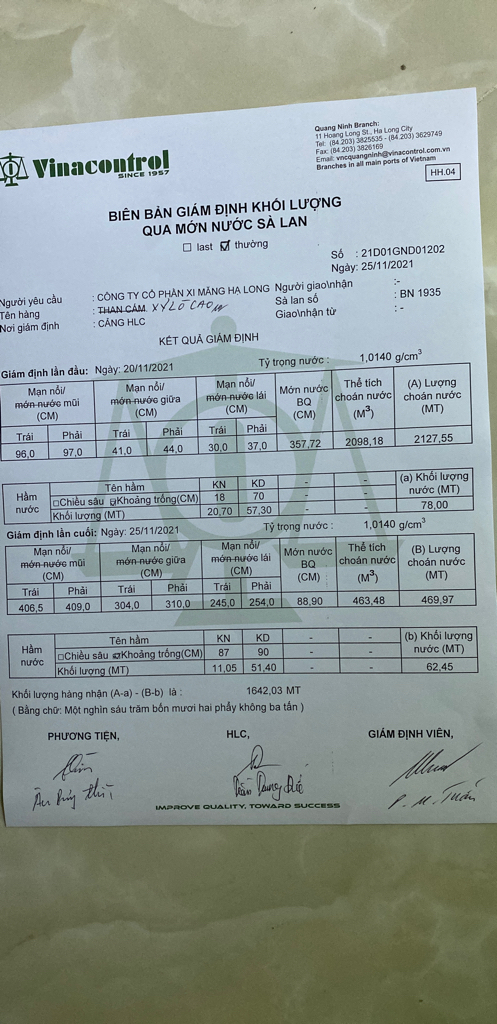 Vinacontrol
SINCE 1957
Quang Ninh Branch:
11 Hoang Long St., Ha Long City
Tel: (84.203) 3825535 - (84.203) 3629749
Fax: (84.203) 3826169
Email: vncquangninh@vinacontrol.com.vn
Branches in all main ports of Vietnam
HH.04
BIÊN BẢN GIÁM ĐỊNH KHỐI LƯỢNG
QUA MỚN NƯỚC SÀ LAN
☐ last ☑ thường
Số : 21D01GND01202
Ngày: 25/11/2021
Người yêu cầu : CÔNG TY CỔ PHẦN XI MĂNG HẠ LONG Người giao\nhận :-
Tên hàng : THAN CÁM XỶ LÒ CAO Sà lan số : BN 1935
Nơi giám định : CẢNG HLC Giao\nhận từ : -
KẾT QUẢ GIÁM ĐỊNH
Giám định lần đầu: Ngày: 20/11/2021 Tỷ trọng nước : 1,0140 g/cm³
Mạn nổi/ mớn nước mũi (CM) Mạn nổi/ mớn nước giữa (CM) Mạn nổi/ mớn nước lái (CM) Mớn nước BQ (CM) Thể tích choán nước (M³) (A) Lượng choán nước (MT)
Trái Phải Trái Phải Trái Phải
96,0 97,0 41,0 44,0 30,0 37,0 357,72 2098,18 2127,55
Hầm nước Tên hầm KN KD - - - (a) Khối lượng nước (MT)
☐Chiều sâu ☑Khoảng trống(CM) 18 70 - - -
Khối lượng (MT) 20,70 57,30 - - - 78,00
Giám định lần cuối: Ngày: 25/11/2021 Tỷ trọng nước : 1,0140 g/cm³
Mạn nổi/ mớn nước mũi (CM) Mạn nổi/ mớn nước giữa (CM) Mạn nổi/ mớn nước lái (CM) Mớn nước BQ (CM) Thể tích choán nước (M³) (B) Lượng choán nước (MT)
Trái Phải Trái Phải Trái Phải
406,5 409,0 304,0 310,0 245,0 254,0 88,90 463,48 469,97
Hầm nước Tên hầm KN KD - - - (b) Khối lượng nước (MT)
☐Chiều sâu ☑Khoảng trống(CM) 87 90 - - -
Khối lượng (MT) 11,05 51,40 - - - 62,45
Khối lượng hàng nhận (A-a) - (B-b) là : 1642,03 MT
( Bằng chữ: Một nghìn sáu trăm bốn mươi hai phẩy không ba tấn )
PHƯƠNG TIỆN, HLC, GIÁM ĐỊNH VIÊN,
P. M. Tuấn
IMPROVE QUALITY, TOWARD SUCCESS